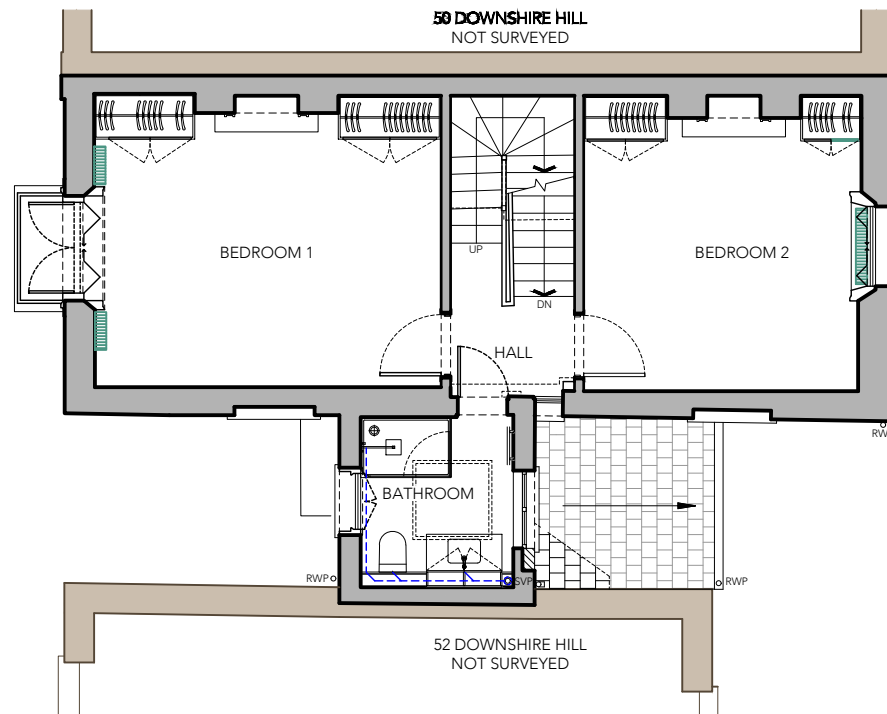 50 DOWNSHIRE HILL
NOT SURVEYED
BEDROOM 1
UP
DN
BEDROOM 2
HALL
RW
BATHROOM
RWP
SVP
RWP
52 DOWNSHIRE HILL
NOT SURVEYED